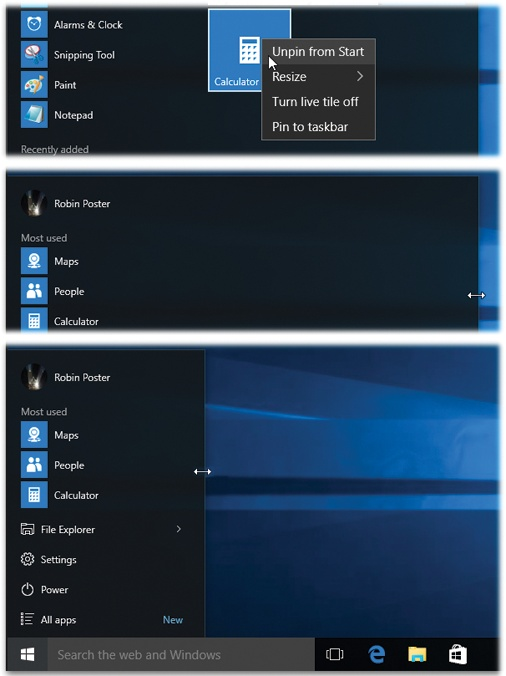 Alarms & Clock
Snipping Tool
Paint
Notepad
Recently added
Calculator
Unpin from Start
Resize
Turn live tile off
Pin to taskbar
Robin Poster
Most used
Maps
People
Calculator
Robin Poster
Most used
Maps
People
Calculator
File Explorer
Settings
Power
All apps New
Search the web and Windows